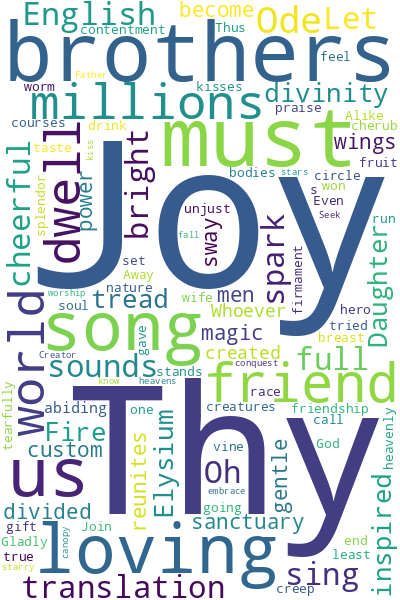 English
become
Ode
Let
contentment
Thus
brothers
feel
Father
worm
kisses
millions
divinity
praise
courses
drink
must
Alike
cherub
wings
taste
kiss
fruit
cheerful
dwell
power
splendor
bright
Joy
bodies
stars
circle
s
won
Even
Seek
unjust
sway
spark
firmament
Daughter
run
world
set
Away
nature
fall
worship
soul
tread
wife
men
Whoever
hero
tried
breast
song
gave
magic
created
Creator
sounds
stands
conquest
full
know
heavens
race
friend
tearfully
abiding
one
creatures
friendship
call
Thy
Fire
custom
reunites
Elysium
vine
God
heavenly
us
Oh
gentle
embrace
divided
going
sanctuary
inspired
gift
Join
Gladly
canopy
loving
end
least
true
starry
translation
creep
sing